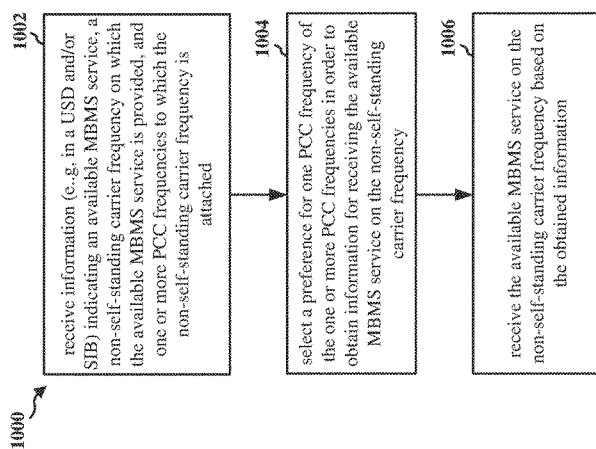 1000
1002
receive information (e..g. in a USD and/or
SIB) indicating an available MBMS service, a
non-self-standing carrier frequency on which
the available MBMS service is provided, and
one or more PCC frequencies to which the
non-self-standing carrier frequency is
attached
1004
select a preference for one PCC frequency of
the one or more PCC frequencies in order to
obtain information for receiving the available
MBMS service on the non-self-standing
carrier frequency
1006
receive the available MBMS service on the
non-self-standing carrier frequency based on
the obtained information